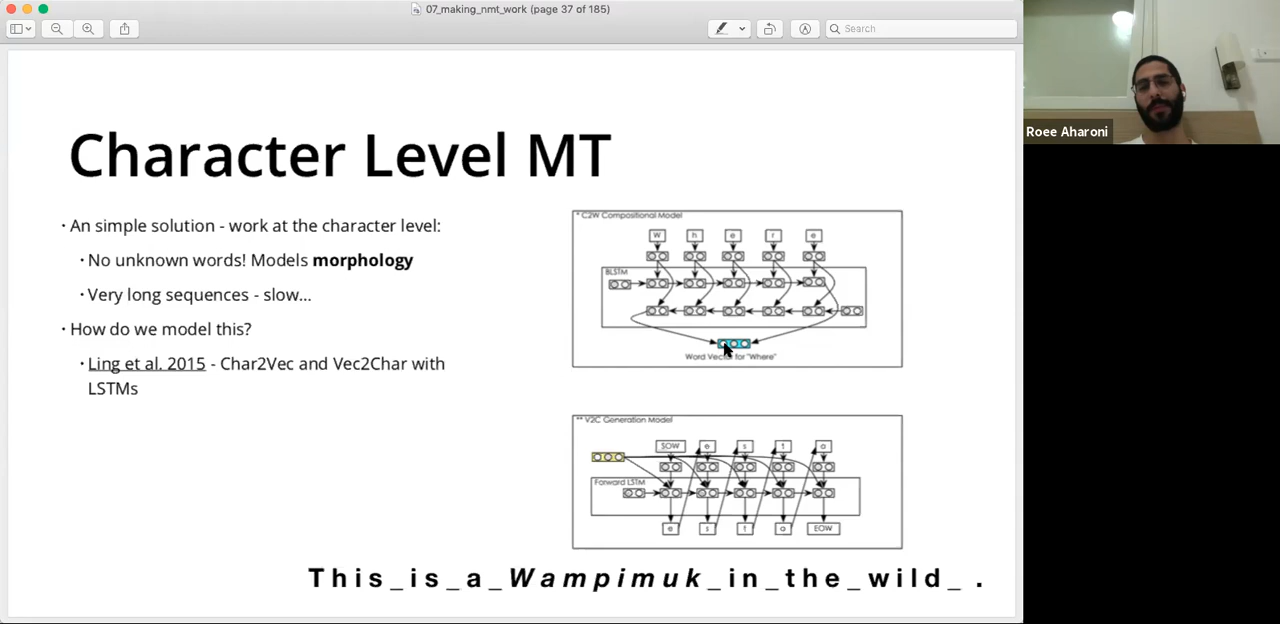 07_making_nmt_work (page 37 of 185)
Search
Roee Aharoni
Character Level MT
· An simple solution - work at the character level:
· No unknown words! Models morphology
· Very long sequences - slow...
· How do we model this?
· Ling et al. 2015 - Char2Vec and Vec2Char with
LSTMs
* C2W Compositional Model
W h e r e
BLSTM
Word Vector for "Where"
** V2C Generation Model
SOW e s t a
Forward LSTM
e s t a EOW
This_is_a_Wampimuk_in_the_wild_.